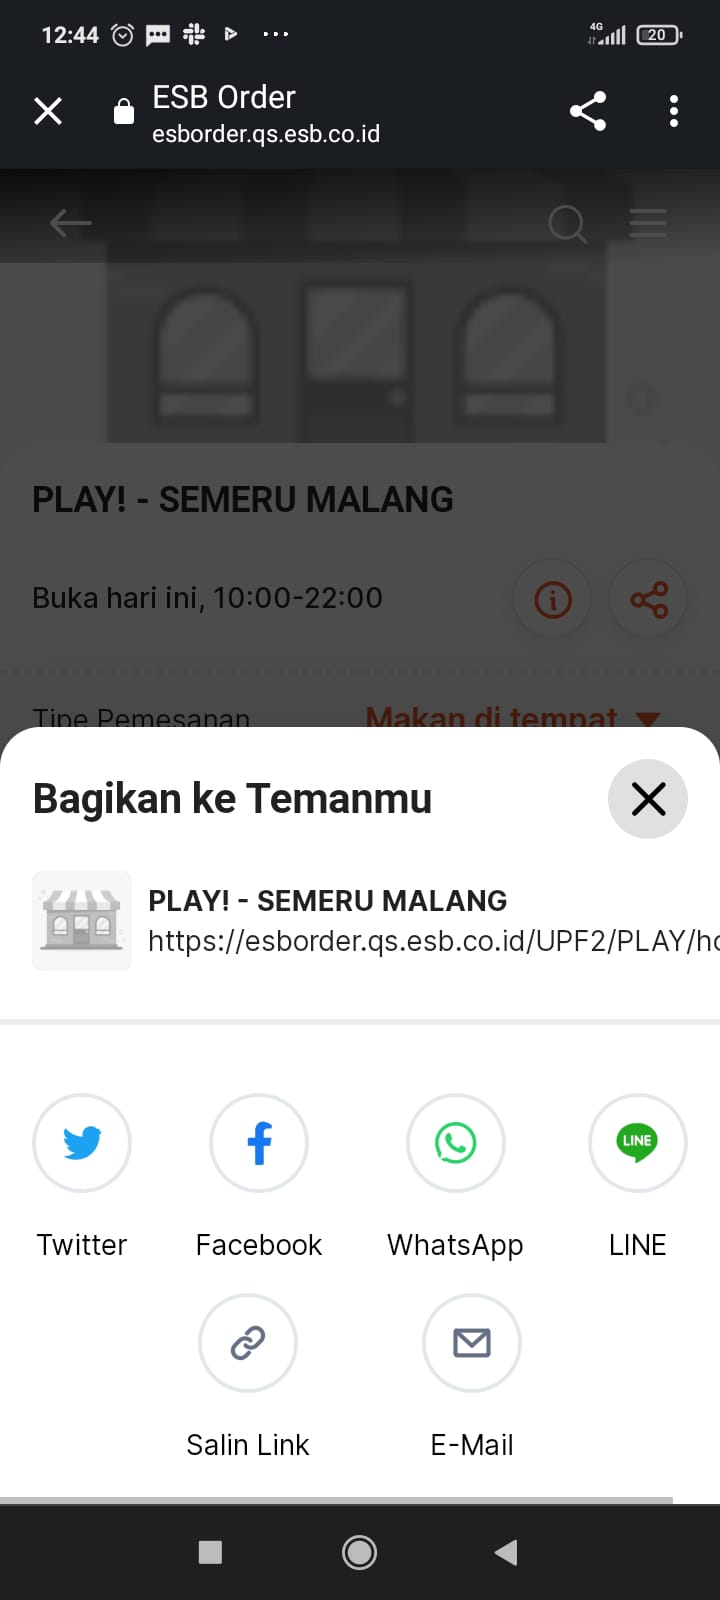 12:44
4G
20
ESB Order
esborder.qs.esb.co.id
PLAY! - SEMERU MALANG
Buka hari ini, 10:00-22:00
Tipe Pemesanan
Makan di tempat
Bagikan ke Temanmu
PLAY! - SEMERU MALANG
https://esborder.qs.esb.co.id/UPF2/PLAY/ho
LINE
Twitter
Facebook
WhatsApp
LINE
Salin Link
E-Mail